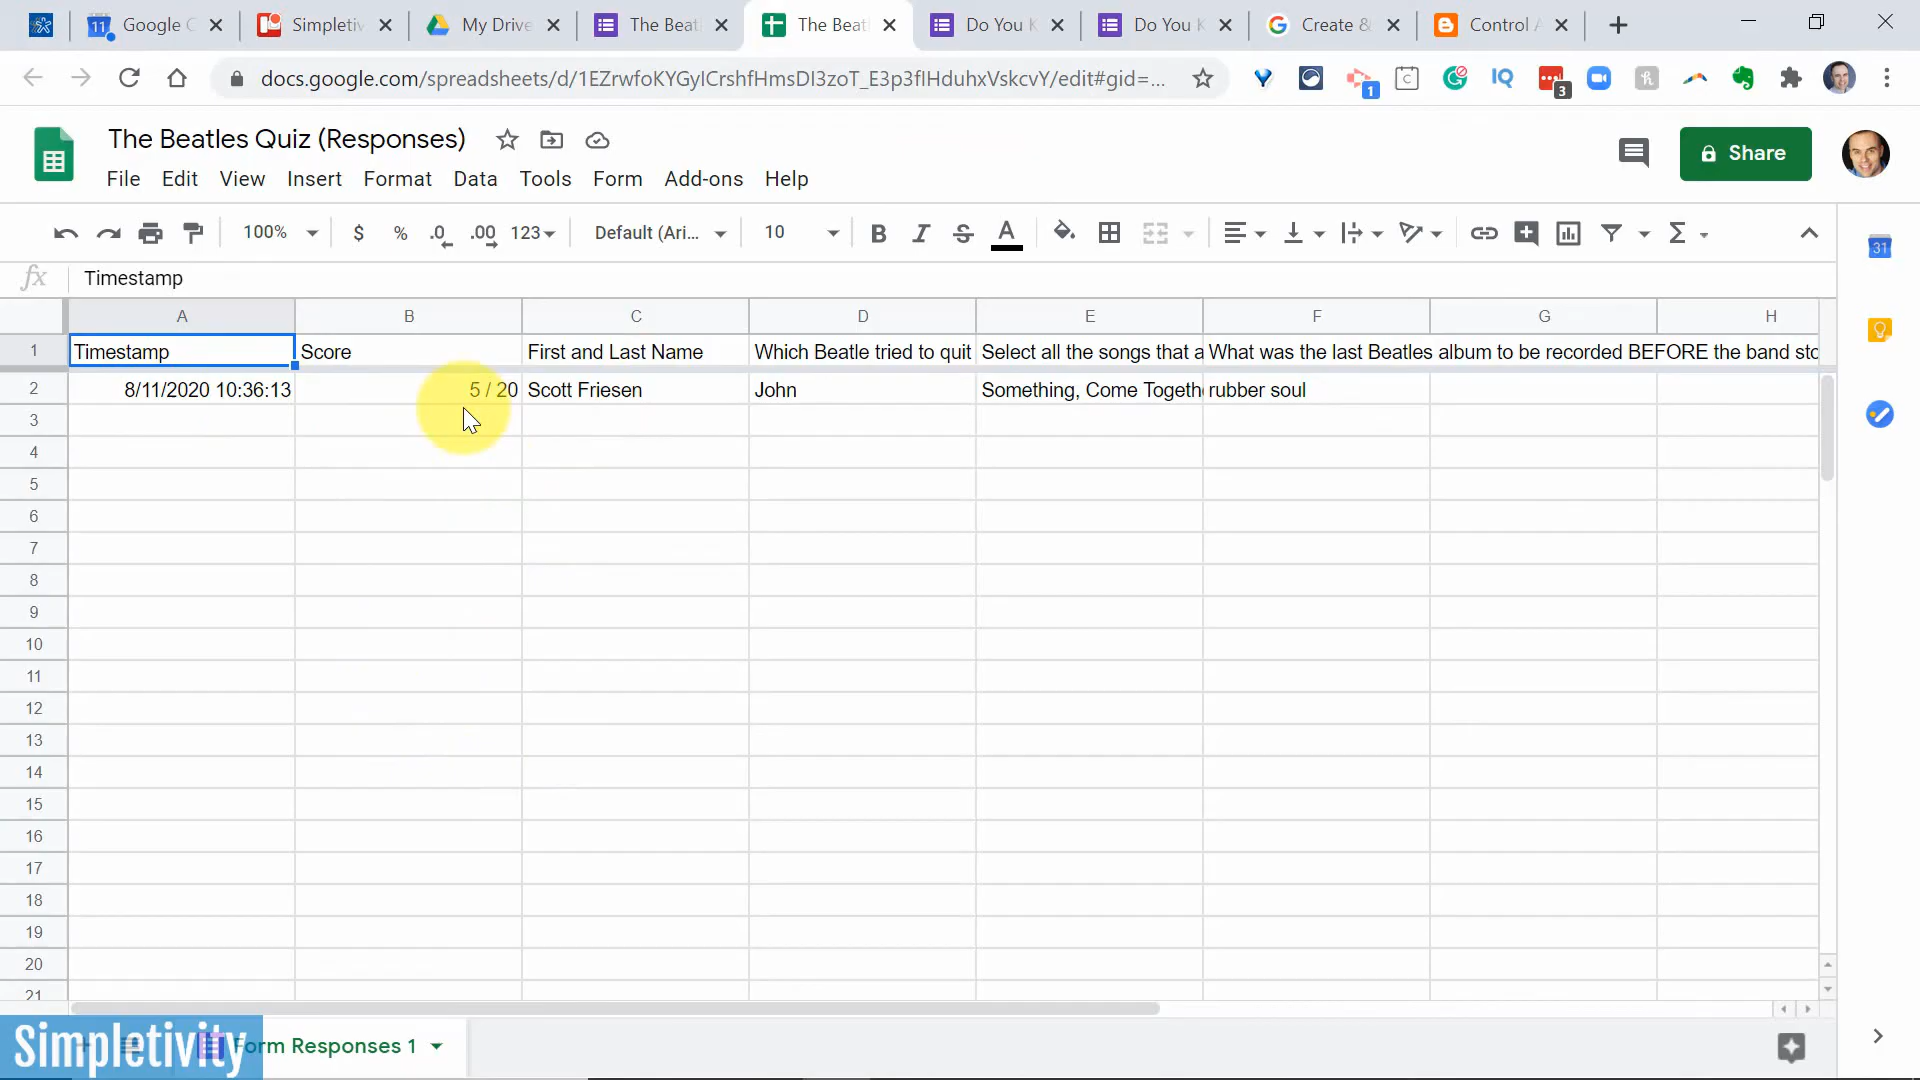 Google C
Simpletiv
My Drive
The Beatl
The Beatl
Do You K
Do You K
Create &
Control A
docs.google.com/spreadsheets/d/1EZrwfoKYGyICrshfHmsDI3zoT_E3p3fIHduhxVskcvY/edit#gid=...
The Beatles Quiz (Responses)
Share
File Edit View Insert Format Data Tools Form Add-ons Help
100% $ % .0 .00 123 Default (Ari... 10 B I S A Σ
fx Timestamp
A B C D E F G H
1 Timestamp Score First and Last Name Which Beatle tried to quit Select all the songs that a What was the last Beatles album to be recorded BEFORE the band sto
2 8/11/2020 10:36:13 5 / 20 Scott Friesen John Something, Come Togeth rubber soul
3
4
5
6
7
8
9
10
11
12
13
14
15
16
17
18
19
20
21
Simpletivity
Form Responses 1